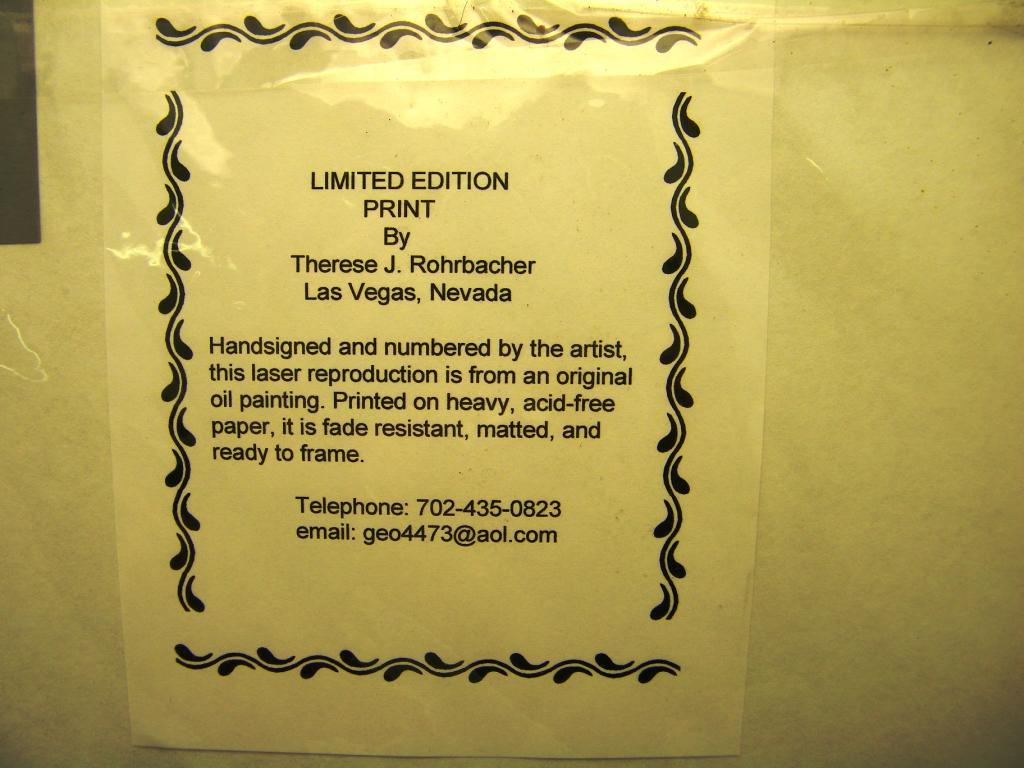 LIMITED EDITION
PRINT
By
Therese J. Rohrbacher
Las Vegas, Nevada
Handsigned and numbered by the artist,
this laser reproduction is from an original
oil painting. Printed on heavy, acid-free
paper, it is fade resistant, matted, and
ready to frame.
Telephone: 702-435-0823
email: geo4473@aol.com